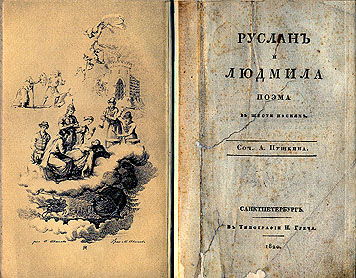 РУСЛАНЪ
И
ЛЮДМИЛА
ПОЭМА
ВЪ ШЕСТИ ПѢСНЯХЪ.
Соч. А. Пушкина.
САНКТПЕТЕРБУРГЪ.
Въ Типографіи Н. Греча.
1820.